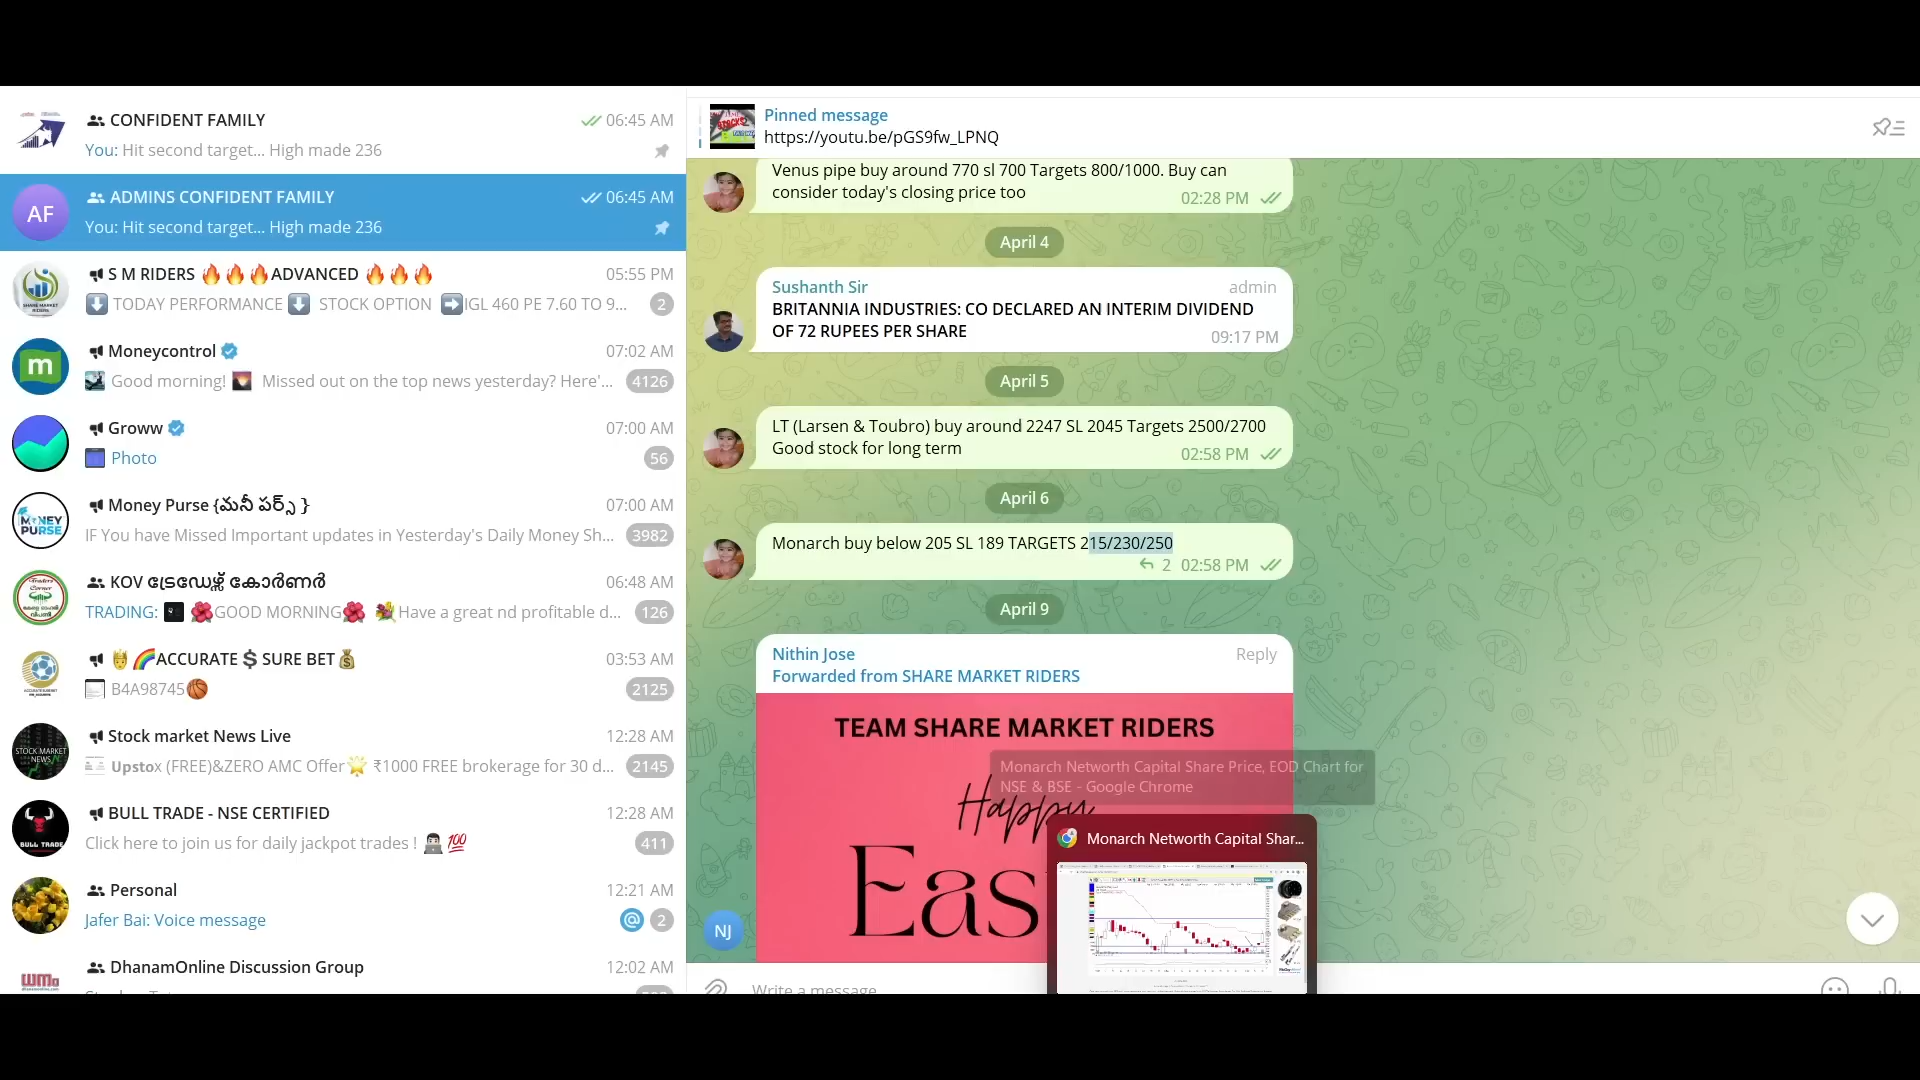 CONFIDENT FAMILY
06:45 AM
You: Hit second target... High made 236
AF
ADMINS CONFIDENT FAMILY
06:45 AM
You: Hit second target... High made 236
S M RIDERS 🔥🔥🔥ADVANCED 🔥🔥🔥
05:55 PM
⬇️ TODAY PERFORMANCE ⬇️ STOCK OPTION ➡️IGL 460 PE 7.60 TO 9...
2
m
Moneycontrol
07:02 AM
Good morning! Missed out on the top news yesterday? Here'...
4126
Groww
07:00 AM
Photo
56
MONEY
PURSE
Money Purse {మనీ పర్స్ }
07:00 AM
IF You have Missed Important updates in Yesterday's Daily Money Sh...
3982
KOV ട്രേഡേഴ്സ് കോർണർ
06:48 AM
TRADING: 🌺GOOD MORNING🌺 💐Have a great nd profitable d...
126
🤴🌈ACCURATE 💲SURE BET💰
03:53 AM
B4A98745🏀
2125
STOCK MARKET
NEWS
Stock market News Live
12:28 AM
Upstox (FREE)&ZERO AMC Offer🌟 ₹1000 FREE brokerage for 30 d...
2145
BULL TRADE
BULL TRADE - NSE CERTIFIED
12:28 AM
Click here to join us for daily jackpot trades ! 👨🏻‍💻💯
411
Personal
12:21 AM
Jafer Bai: Voice message
@ 2
DhanamOnline Discussion Group
12:02 AM
Pinned message
https://youtu.be/pGS9fw_LPNQ
Venus pipe buy around 770 sl 700 Targets 800/1000. Buy can
consider today's closing price too
02:28 PM
April 4
Sushanth Sir
admin
BRITANNIA INDUSTRIES: CO DECLARED AN INTERIM DIVIDEND
OF 72 RUPEES PER SHARE
09:17 PM
April 5
LT (Larsen & Toubro) buy around 2247 SL 2045 Targets 2500/2700
Good stock for long term
02:58 PM
April 6
Monarch buy below 205 SL 189 TARGETS 215/230/250
2 02:58 PM
April 9
Nithin Jose
Reply
Forwarded from SHARE MARKET RIDERS
TEAM SHARE MARKET RIDERS
Happy
Eas
NJ
Monarch Networth Capital Share Price, EOD Chart for
NSE & BSE - Google Chrome
Monarch Networth Capital Shar...
Write a message